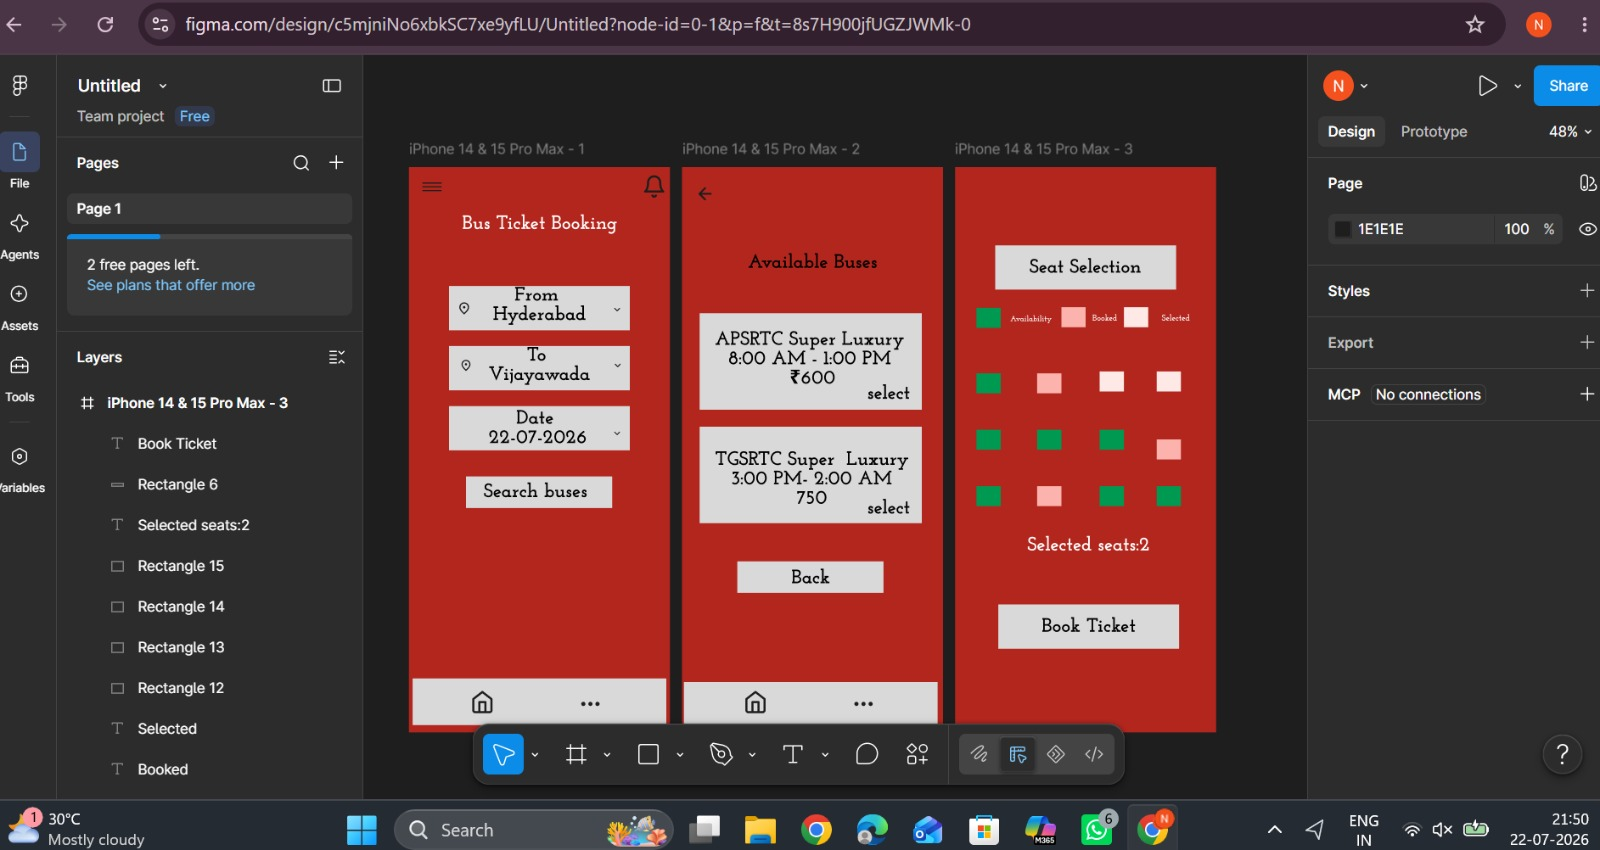 figma.com/design/c5mjniNo6xbkSC7xe9yfLU/Untitled?node-id=0-1&p=f&t=8s7H900jfUGZJWMk-0
N
Untitled
Team project Free
Pages
Page 1
2 free pages left.
See plans that offer more
Layers
iPhone 14 & 15 Pro Max - 3
Book Ticket
Rectangle 6
Selected seats:2
Rectangle 15
Rectangle 14
Rectangle 13
Rectangle 12
Selected
Booked
File
Agents
Assets
Tools
Variables
iPhone 14 & 15 Pro Max - 1
Bus Ticket Booking
From
Hyderabad
To
Vijayawada
Date
22-07-2026
Search buses
iPhone 14 & 15 Pro Max - 2
Available Buses
APSRTC Super Luxury
8:00 AM - 1:00 PM
₹600
select
TGSRTC Super Luxury
3:00 PM- 2:00 AM
750
select
Back
iPhone 14 & 15 Pro Max - 3
Seat Selection
Availability Booked Selected
Selected seats:2
Book Ticket
N
Share
Design Prototype 48%
Page
1E1E1E 100 %
Styles
Export
MCP No connections
?
1
30°C
Mostly cloudy
Search
M365
6
N
ENG
IN
21:50
22-07-2026